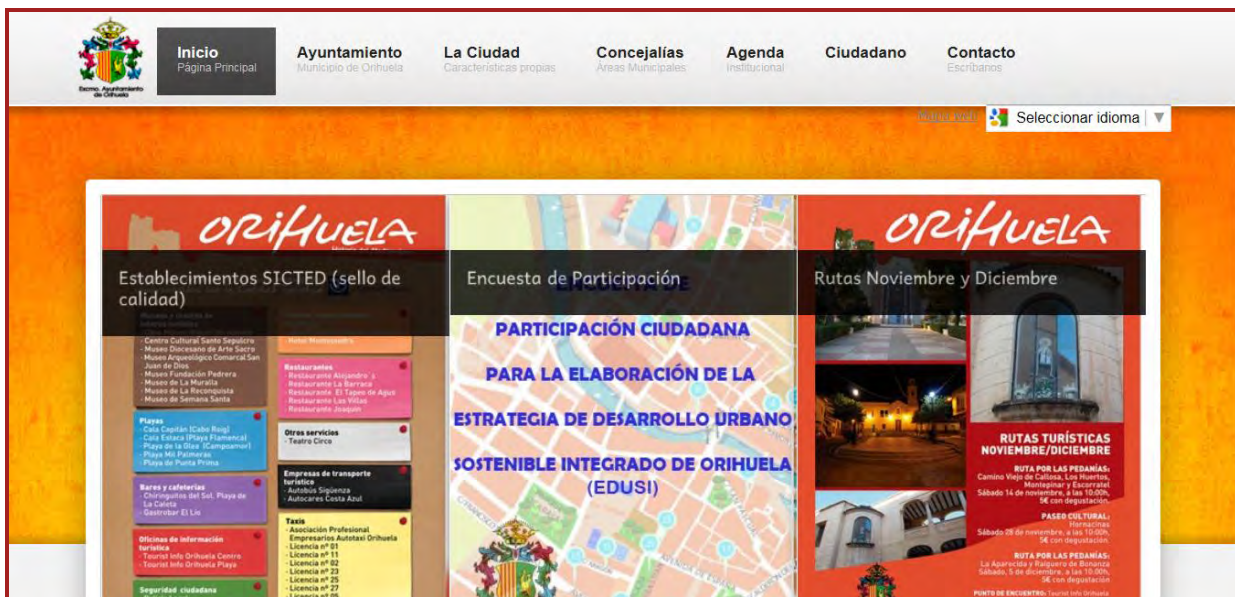 Excmo. Ayuntamiento
de Orihuela
Inicio
Página Principal
Ayuntamiento
Municipio de Orihuela
La Ciudad
Características propias
Concejalías
Áreas Municipales
Agenda
Institucional
Ciudadano
Contacto
Escríbanos
Seleccionar idioma
ORIHUELA
Establecimientos SICTED (sello de
calidad)
- Centro Cultural Santo Sepulcro
- Museo Diocesano de Arte Sacro
- Museo Arqueológico Comarcal San
Juan de Dios
- Museo Fundación Pedrera
- Museo de La Muralla
- Museo de La Reconquista
- Museo de Semana Santa
Playas
- Cala Capitán (Cabo Roig)
- Cala Estaca (Playa Flamenca)
- Playa de la Glea (Campoamor)
- Playa Mil Palmeras
- Playa de Punta Prima
Bares y cafeterías
- Chiringuitos del Sol, Playa de
La Caleta
- Gastrobar El Lío
Oficinas de información
turística
- Tourist Info Orihuela Centro
- Tourist Info Orihuela Playa
Seguridad ciudadana
Restaurantes
- Restaurante Alejandro´s
- Restaurante La Barraca
- Restaurante El Tapeo de Agus
- Restaurante Las Villas
- Restaurante Joaquín
Otros servicios
- Teatro Circo
Empresas de transporte
turístico
- Autobús Sigüenza
- Autocares Costa Azul
Taxis
- Asociación Profesional
Empresarios Autotaxi Orihuela
- Licencia nº 01
- Licencia nº 11
- Licencia nº 02
- Licencia nº 23
- Licencia nº 25
- Licencia nº 27
Encuesta de Participación
ENCUESTA DE
PARTICIPACIÓN CIUDADANA
PARA LA ELABORACIÓN DE LA
ESTRATEGIA DE DESARROLLO URBANO
SOSTENIBLE INTEGRADO DE ORIHUELA
(EDUSI)
ORIHUELA
Rutas Noviembre y Diciembre
RUTAS TURÍSTICAS
NOVIEMBRE/DICIEMBRE
RUTA POR LAS PEDANÍAS:
Camino Viejo de Callosa, Los Huertos,
Montepinar y Escorratel
Sábado 14 de noviembre, a las 10:00h,
5€ con degustación.
PASEO CULTURAL:
Hornacinas
Sábado 28 de noviembre, a las 10:00h,
5€ con degustación.
RUTA POR LAS PEDANÍAS:
La Aparecida y Raiguero de Bonanza
Sábado, 5 de diciembre, a las 10:00h,
5€ con degustación
PUNTO DE ENCUENTRO: Tourist Info Orihuela